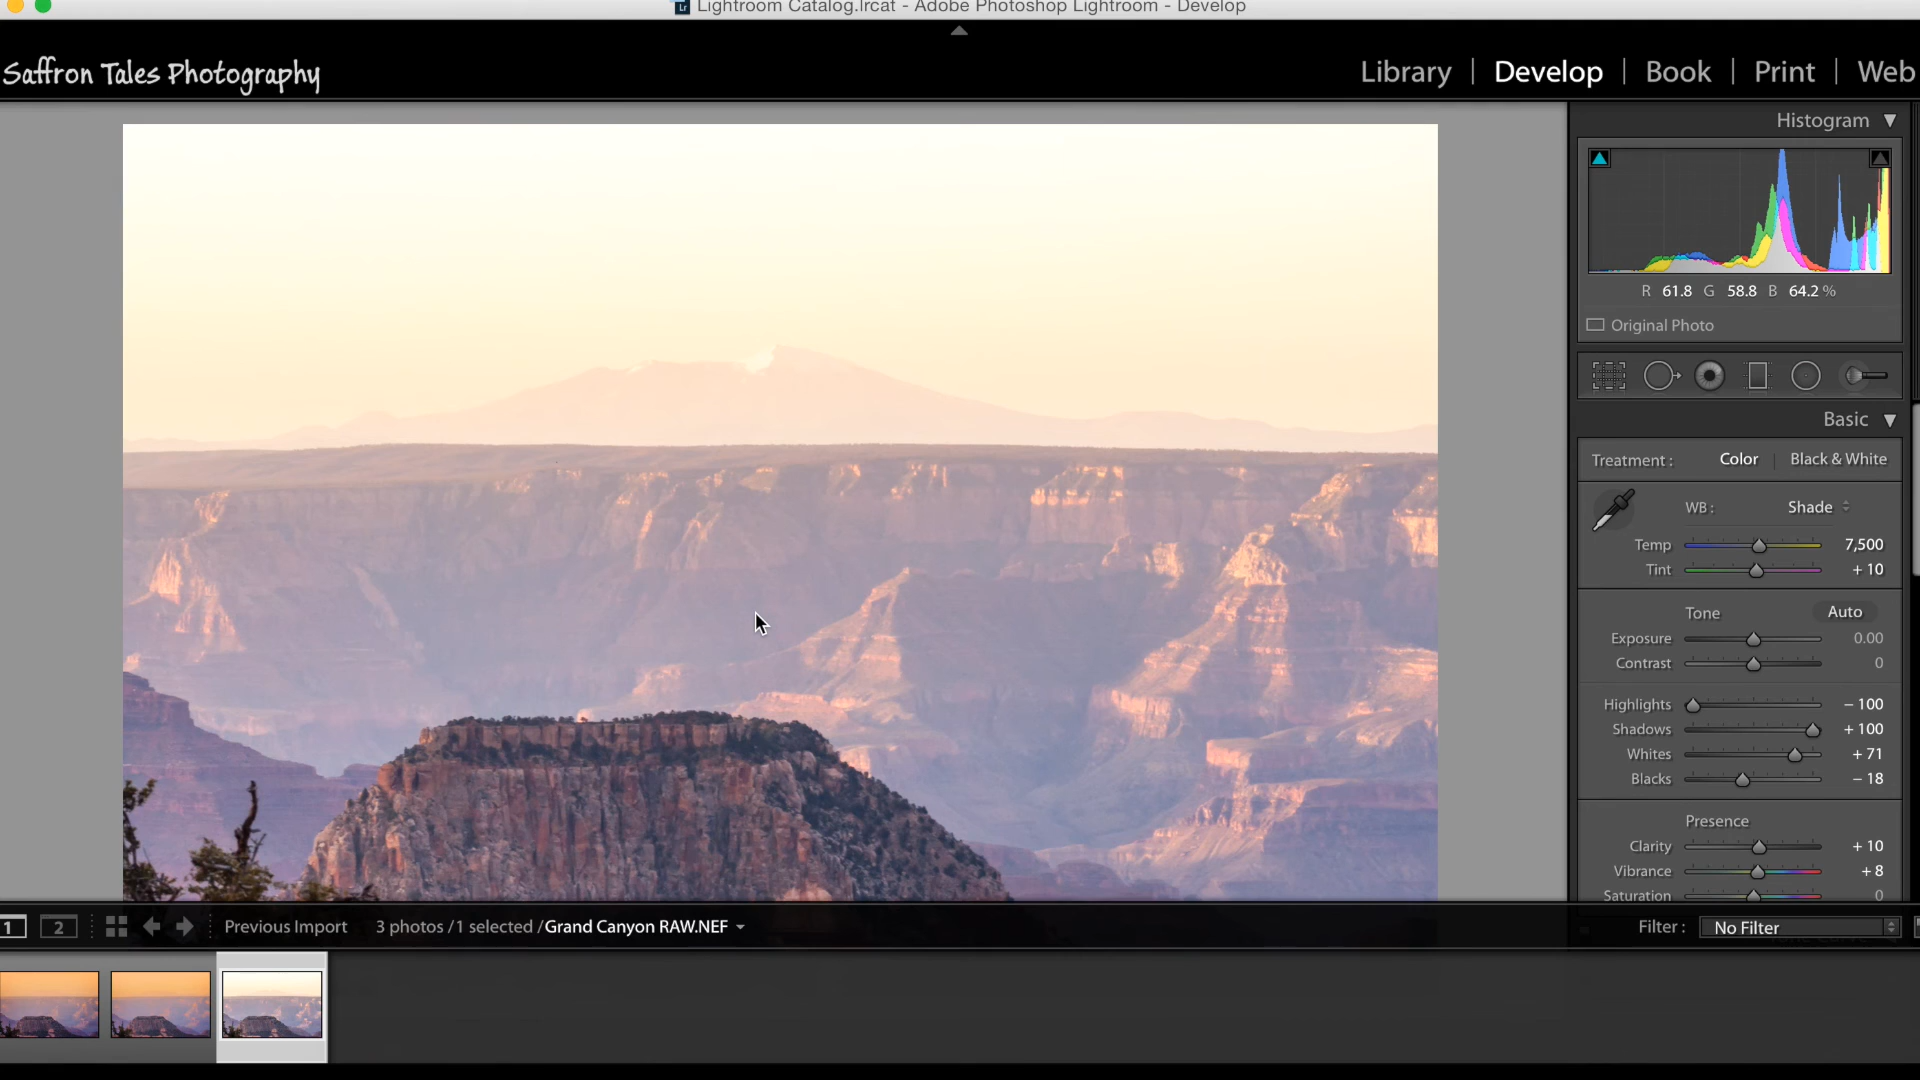 Lightroom Catalog.lrcat - Adobe Photoshop Lightroom - Develop
Saffron Tales Photography
Library | Develop | Book | Print | Web
Histogram
R 61.8 G 58.8 B 64.2 %
Original Photo
Basic
Treatment : Color | Black & White
WB : Shade
Temp 7,500
Tint + 10
Tone Auto
Exposure 0.00
Contrast 0
Highlights – 100
Shadows + 100
Whites + 71
Blacks – 18
Presence
Clarity + 10
Vibrance + 8
Saturation 0
1 2 Previous Import 3 photos / 1 selected / Grand Canyon RAW.NEF Filter : No Filter